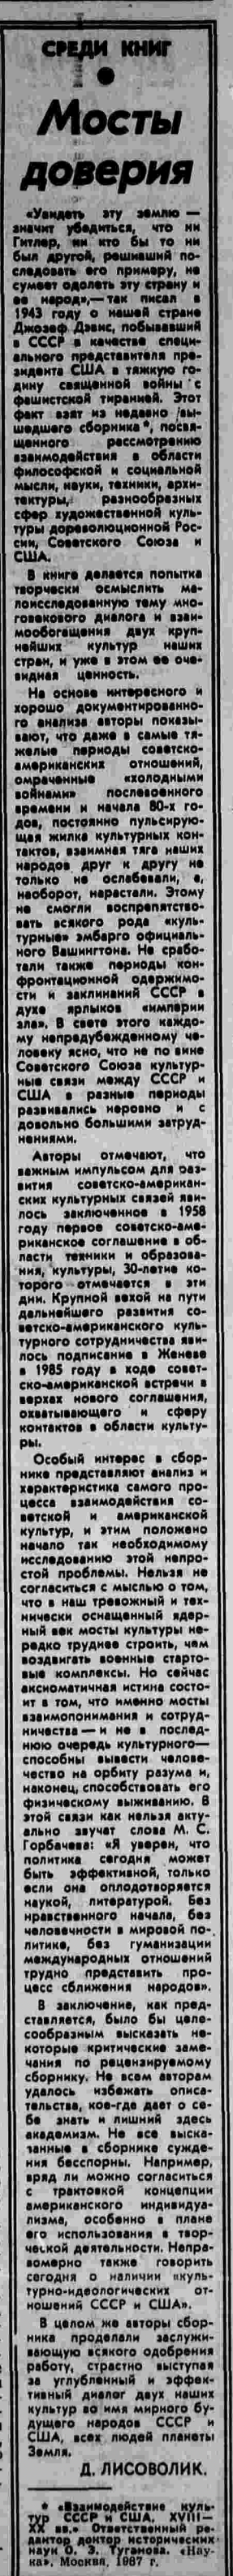 СРЕДИ КНИГ
Мосты
доверия
«Увидеть эту землю —
значит убедиться, что ни
Гитлер, ни кто бы то ни
был другой, решивший по-
следовать его примеру, не
сумеет одолеть эту страну и
ее народ»,— так писал в
1943 году о нашей стране
Джозеф Дэвис, побывавший
в СССР в качестве специ-
ального представителя пре-
зидента США в тяжкую го-
дину священной войны с
фашистской тиранией. Этот
факт взят из недавно вы-
шедшего сборника*, посвя-
щенного рассмотрению
взаимодействия в области
философской и социальной
мысли, науки, техники, архи-
тектуры, разнообразных
сфер художественной куль-
туры дореволюционной Рос-
сии, Советского Союза и
США.
В книге делается попытка
творчески осмыслить ма-
лоисследованную тему мно-
говекового диалога и взаи-
мообогащения двух круп-
нейших культур наших
стран, и уже в этом ее оче-
видная ценность.
На основе интересного и
хорошо документированно-
го анализа авторы показы-
вают, что даже в самые тя-
желые периоды советско-
американских отношений,
омраченные «холодными
войнами» послевоенного
времени и начала 80-х го-
дов, постоянно пульсирую-
щая жилка культурных кон-
тактов, взаимная тяга наших
народов друг к другу не
только не ослабевали, а,
наоборот, нарастали. Этому
не смогли воспрепятство-
вать всякого рода «куль-
турные» эмбарго официаль-
ного Вашингтона. Не срабо-
тали также периоды кон-
фронтационной одержимо-
сти и заклинаний СССР в
духе ярлыков «империи
зла». В свете этого каждо-
му непредубежденному че-
ловеку ясно, что не по вине
Советского Союза культур-
ные связи между СССР и
США в разные периоды
развивались неровно и с
довольно большими затруд-
нениями.
Авторы отмечают, что
важным импульсом для раз-
вития советско-американ-
ских культурных связей яви-
лось заключенное в 1958
году первое советско-аме-
риканское соглашение в об-
ласти техники и образова-
ния, культуры, 30-летие ко-
торого отмечается в эти
дни. Крупной вехой на пути
дальнейшего развития со-
ветско-американского куль-
турного сотрудничества яви-
лось подписание в Женеве
в 1985 году в ходе совет-
ско-американской встречи в
верхах нового соглашения,
охватывающего и сферу
контактов в области культу-
ры.
Особый интерес в сбор-
нике представляют анализ и
характеристика самого про-
цесса взаимодействия со-
ветской и американской
культур, и этим положено
начало так необходимому
исследованию этой непро-
стой проблемы. Нельзя не
согласиться с мыслью о том,
что в наш тревожный и тех-
нически оснащенный ядер-
ный век мосты культуры не-
редко труднее строить, чем
воздвигать военные старто-
вые комплексы. Но сейчас
аксиоматичная истина состо-
ит в том, что именно мосты
взаимопонимания и сотруд-
ничества — и не в послед-
нюю очередь культурного—
способны вывести челове-
чество на орбиту разума и,
наконец, способствовать его
физическому выживанию. В
этой связи как нельзя акту-
ально звучат слова М. С.
Горбачева: «Я уверен, что
политика сегодня может
быть эффективной, только
если она оплодотворяется
наукой, литературой. Без
нравственного начала, без
человечности в мировой по-
литике, без гуманизации
международных отношений
трудно представить про-
цесс сближения народов».
В заключение, как пред-
ставляется, было бы целе-
сообразным высказать не-
которые критические заме-
чания по рецензируемому
сборнику. Не всем авторам
удалось избежать описа-
тельства, кое-где дает о се-
бе знать и лишний здесь
академизм. Не все выска-
занные в сборнике сужде-
ния бесспорны. Например,
вряд ли можно согласиться
с трактовкой концепции
американского индивидуа-
лизма, особенно в плане
его использования в твор-
ческой деятельности. Непра-
вомерно также говорить
сегодня о наличии «куль-
турно-идеологических от-
ношений СССР и США».
В целом же авторы сбор-
ника проделали заслужи-
вающую всякого одобрения
работу, страстно выступая
за углубленный и эффек-
тивный диалог двух наших
культур во имя мирного бу-
дущего народов СССР и
США, всех людей планеты
Земля.
Д. ЛИСОВОЛИК.
* «Взаимодействие куль-
тур СССР и США. XVIII—
XX вв.» Ответственный ре-
дактор доктор исторических
наук О. Э. Туганова. «Нау-
ка». Москва, 1987 г.